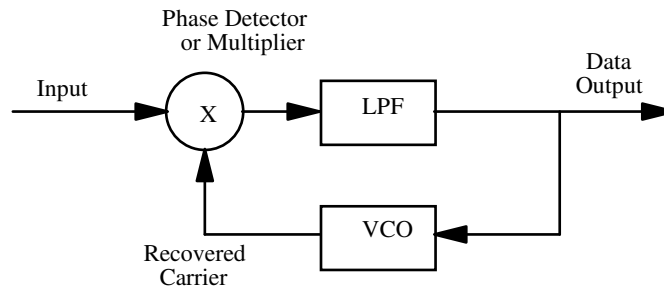 Phase Detector
or Multiplier
Input
X
LPF
Data
Output
VCO
Recovered
Carrier